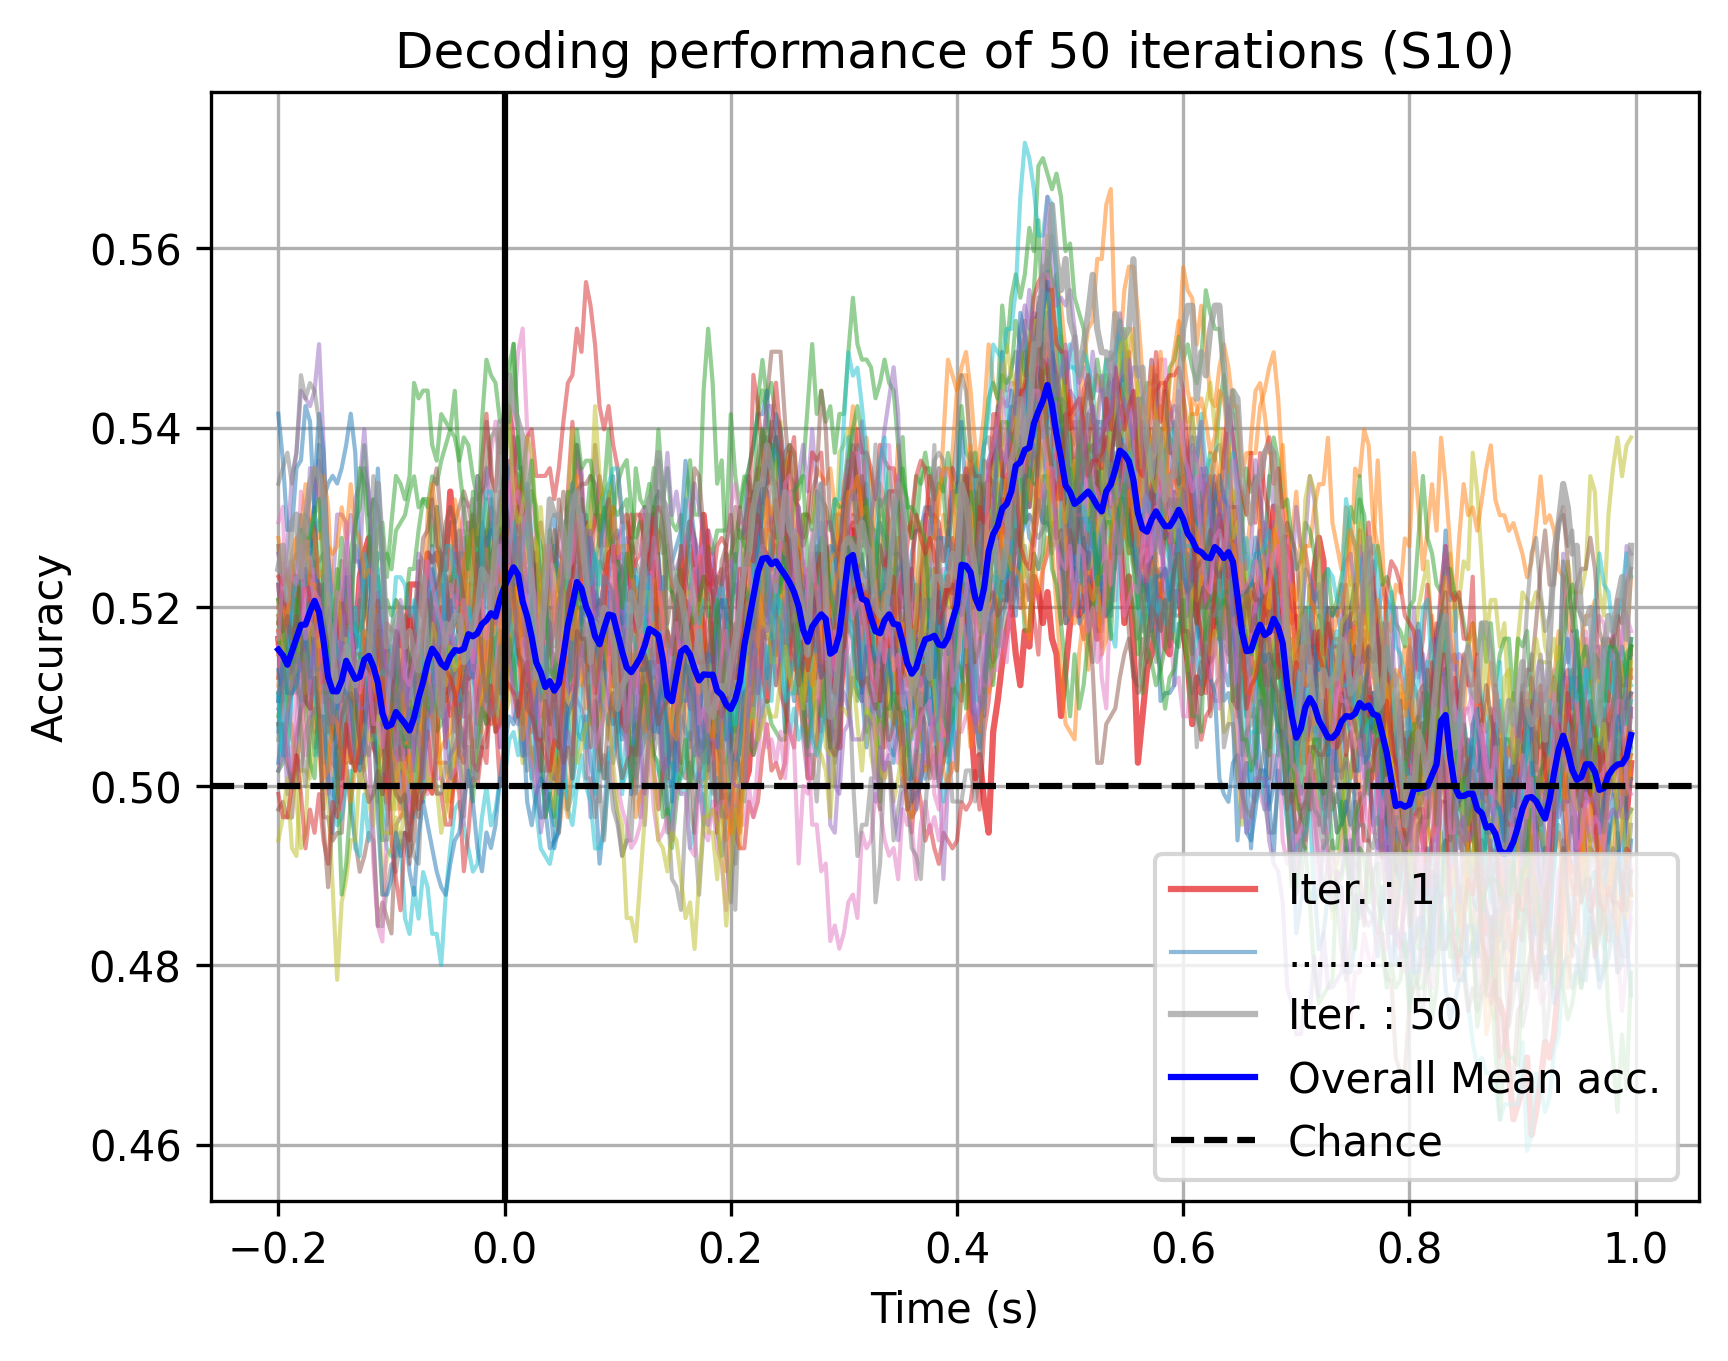 Decoding performance of 50 iterations (S10)
Accuracy
0.56
0.54
0.52
0.50
0.48
0.46
−0.2 0.0 0.2 0.4 0.6 0.8 1.0
Time (s)
Iter. : 1
.........
Iter. : 50
Overall Mean acc.
Chance